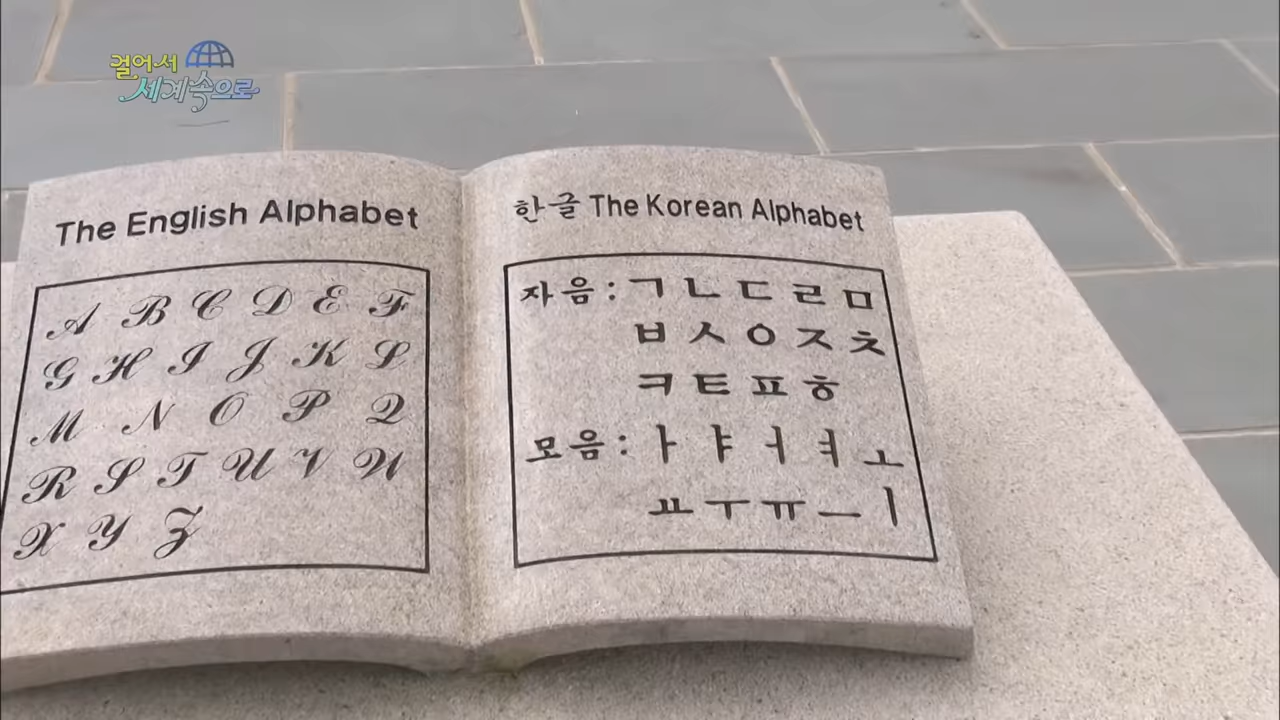 걸어서
세계속으로
The English Alphabet
A B C D E F
G H I J K L
M N O P Q
R S T U V W
X Y Z
한글 The Korean Alphabet
자음 : ㄱ ㄴ ㄷ ㄹ ㅁ
ㅂ ㅅ ㅇ ㅈ ㅊ
ㅋ ㅌ ㅍ ㅎ
모음 : ㅏ ㅑ ㅓ ㅕ ㅗ
ㅛ ㅜ ㅠ ㅡ ㅣ